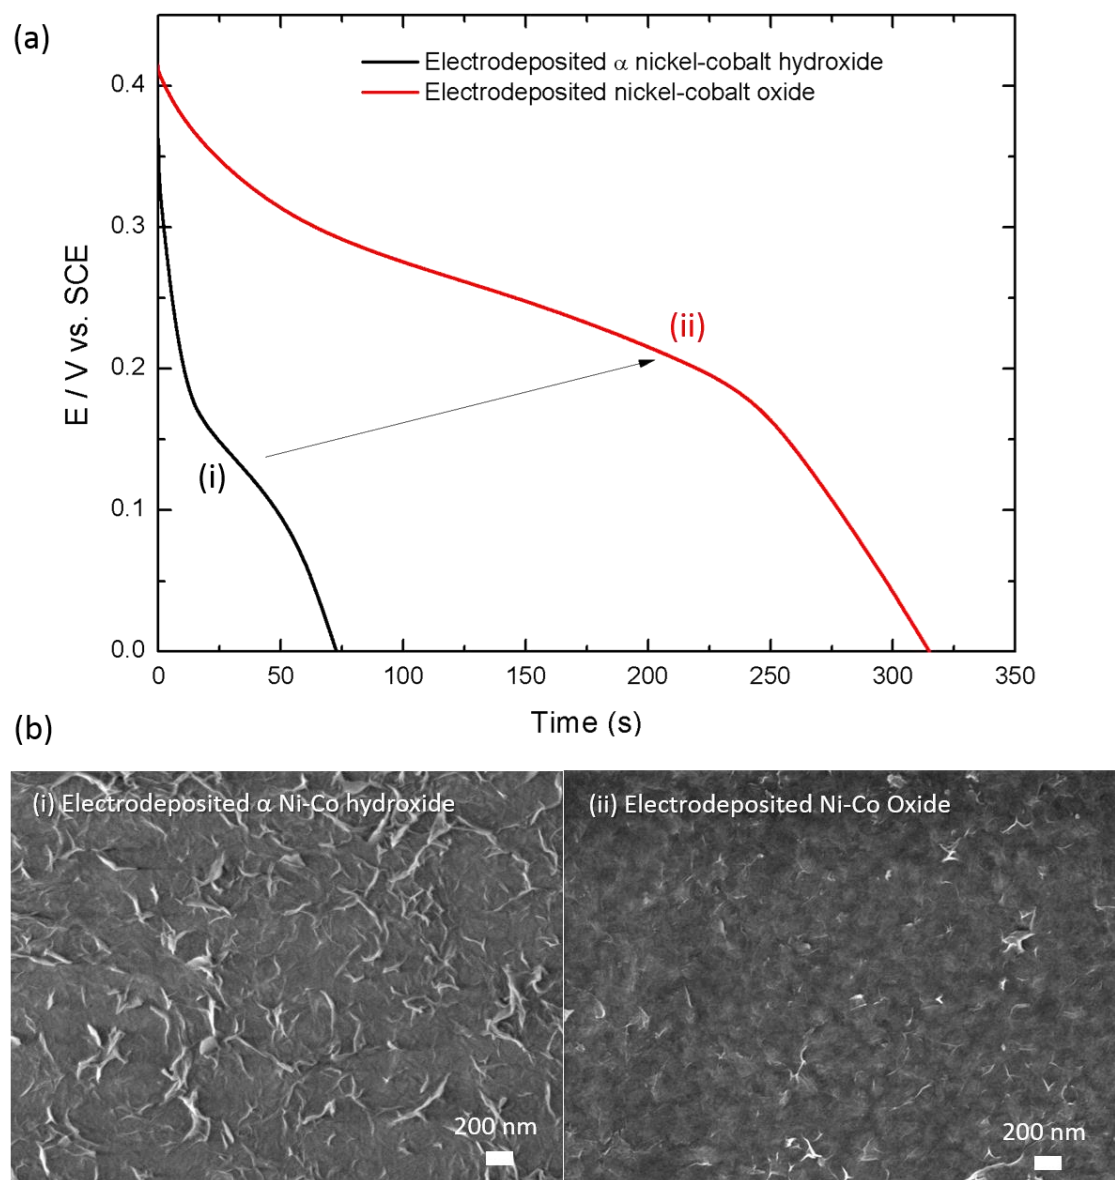 (a)
Electrodeposited α nickel-cobalt hydroxide
Electrodeposited nickel-cobalt oxide
0.4
0.3
0.2
0.1
0.0
E / V vs. SCE
(ii)
(i)
0 50 100 150 200 250 300 350
Time (s)
(b)
(i) Electrodeposited α Ni-Co hydroxide
200 nm
(ii) Electrodeposited Ni-Co Oxide
200 nm